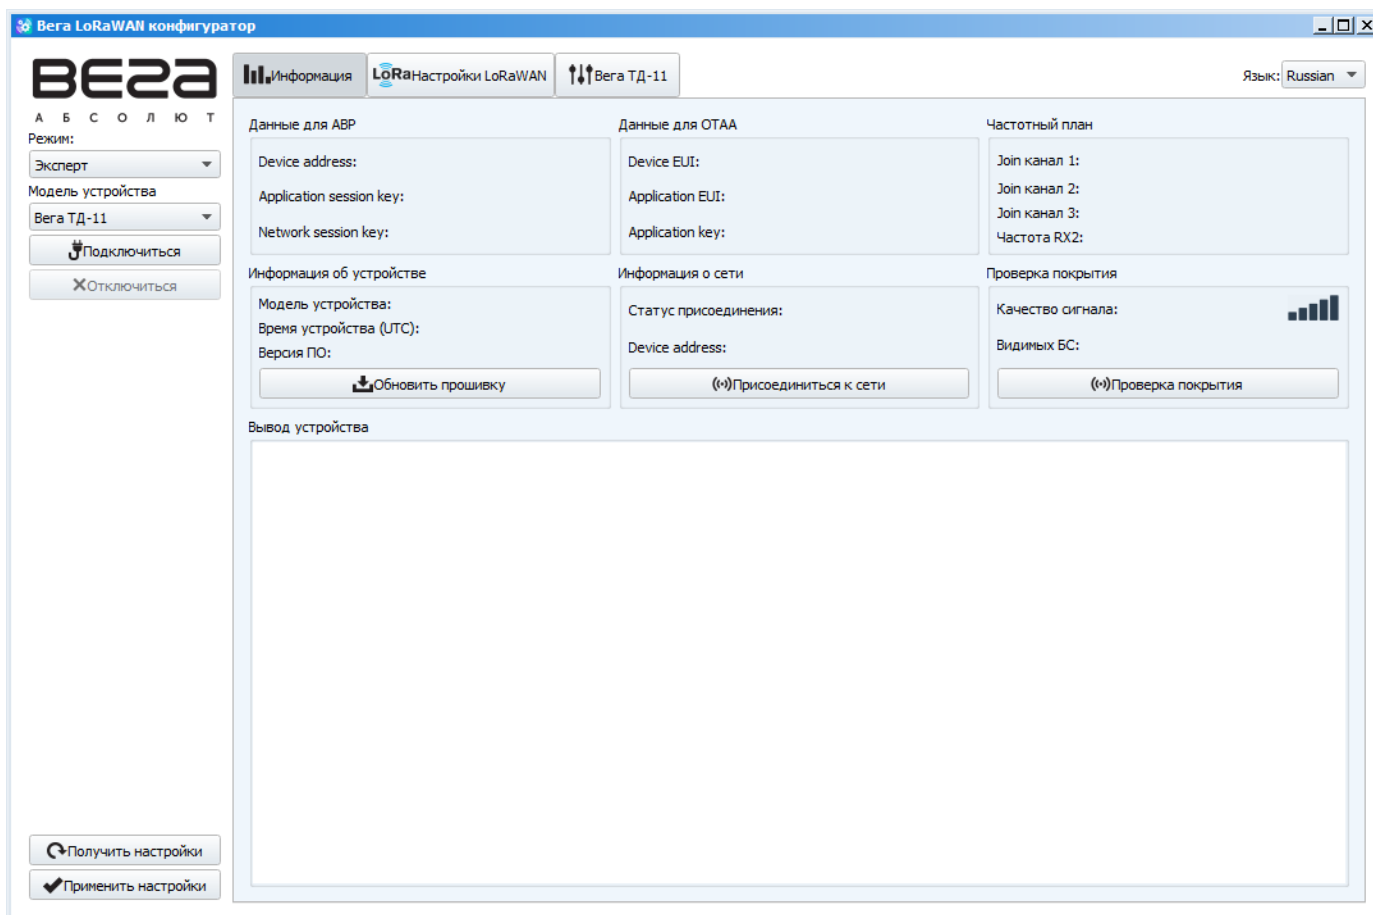 Вега LoRaWAN конфигуратор
ВЕГА
АБСОЛЮТ
Режим:
Эксперт
Модель устройства
Вега ТД-11
Подключиться
Отключиться
Получить настройки
Применить настройки
Информация
LoRa Настройки LoRaWAN
Вега ТД-11
Язык: Russian
Данные для ABP
Device address:
Application session key:
Network session key:
Данные для OTAA
Device EUI:
Application EUI:
Application key:
Частотный план
Join канал 1:
Join канал 2:
Join канал 3:
Частота RX2:
Информация об устройстве
Модель устройства:
Время устройства (UTC):
Версия ПО:
Обновить прошивку
Информация о сети
Статус присоединения:
Device address:
Присоединиться к сети
Проверка покрытия
Качество сигнала:
Видимых БС:
Проверка покрытия
Вывод устройства